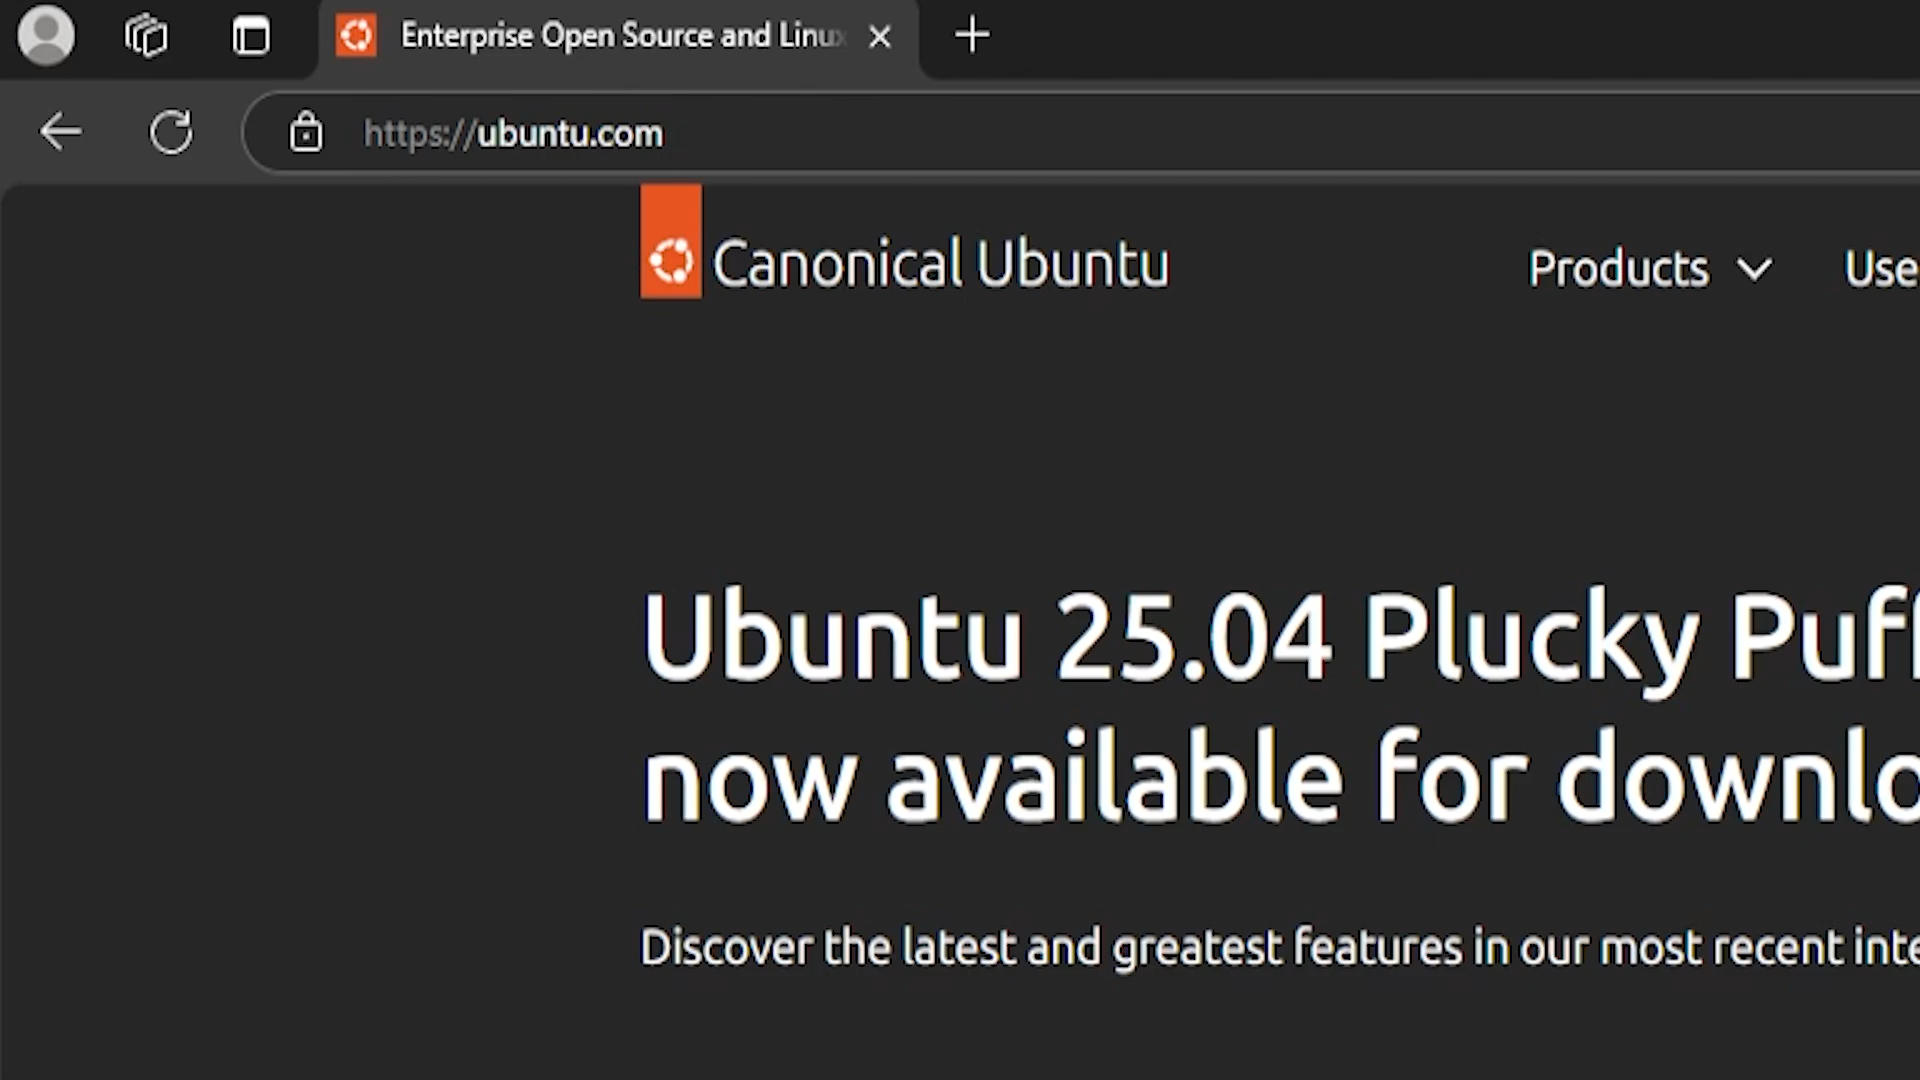 Enterprise Open Source and Linux
https://ubuntu.com
Canonical Ubuntu
Products
Use
Ubuntu 25.04 Plucky Puff
now available for downlo
Discover the latest and greatest features in our most recent inte